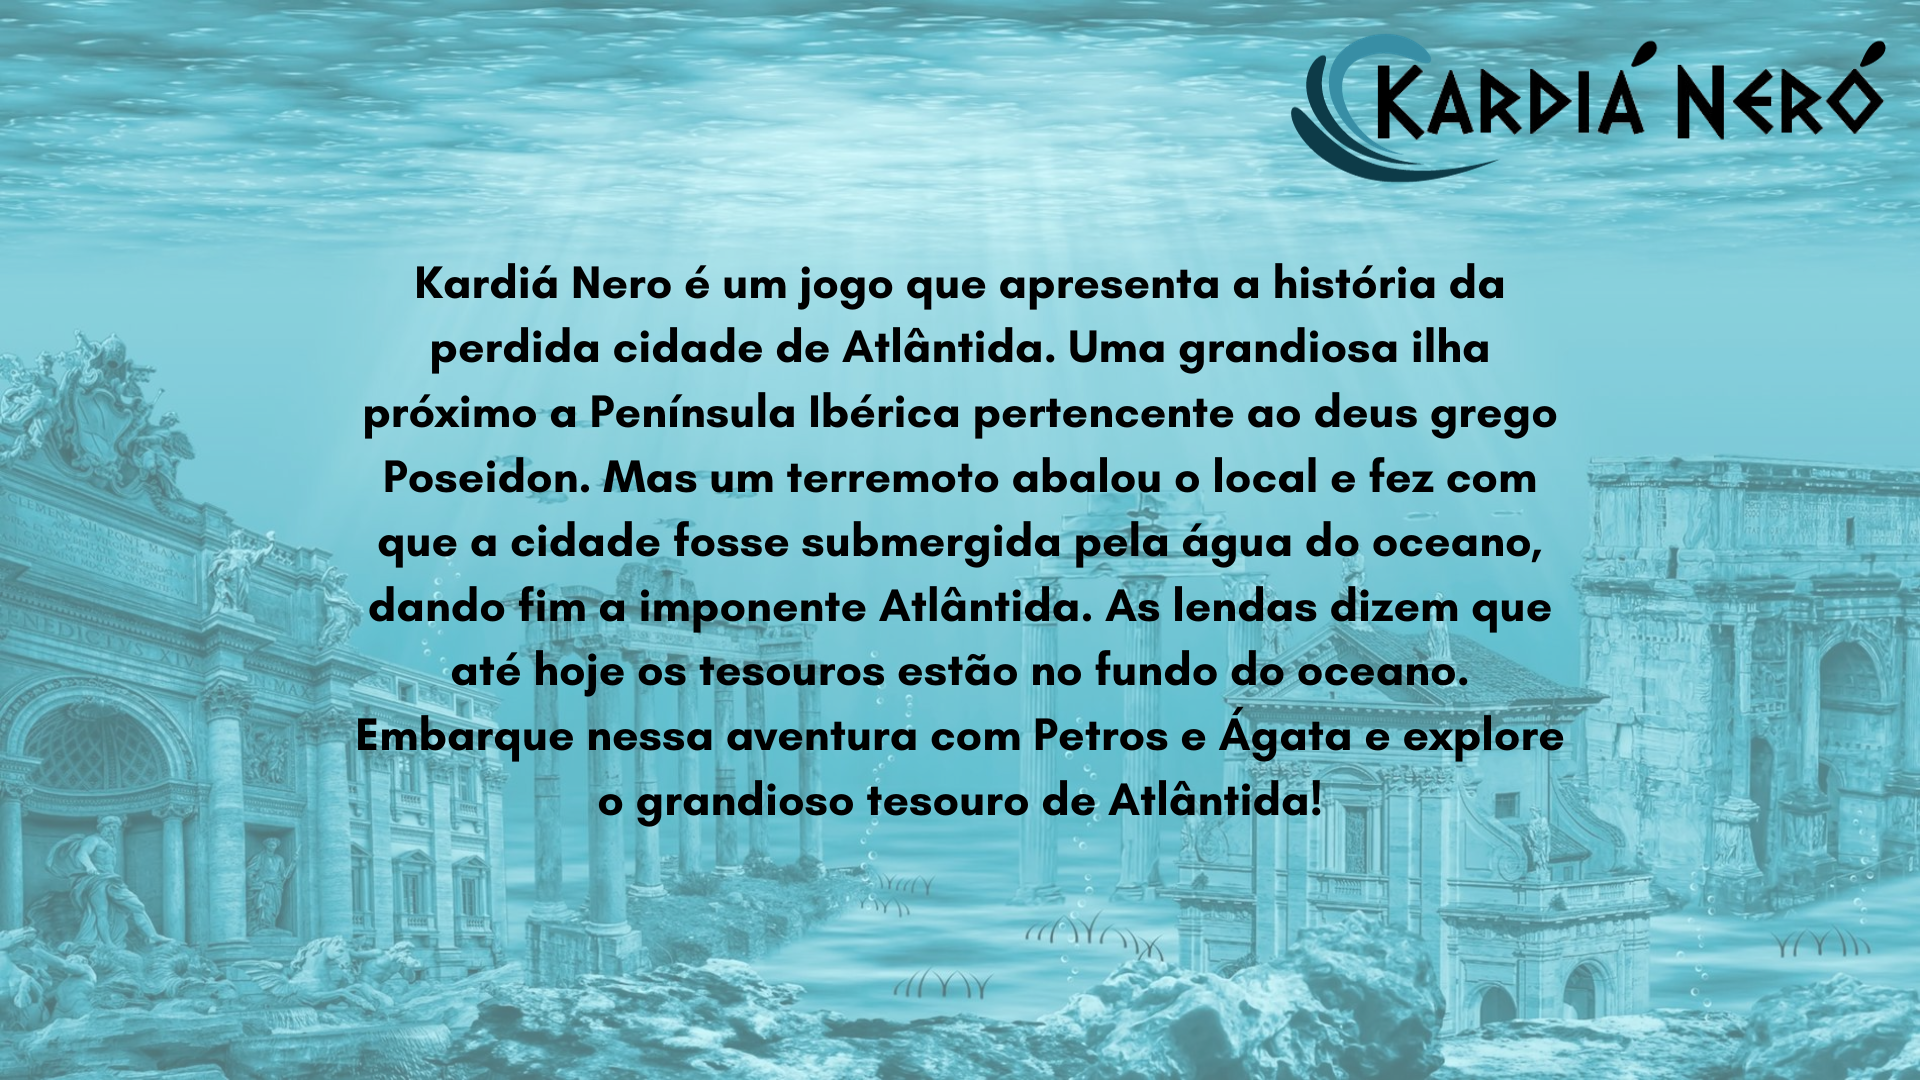 Kardiá Neró
Kardiá Nero é um jogo que apresenta a história da
perdida cidade de Atlântida. Uma grandiosa ilha
próximo a Península Ibérica pertencente ao deus grego
Poseidon. Mas um terremoto abalou o local e fez com
que a cidade fosse submergida pela água do oceano,
dando fim a imponente Atlântida. As lendas dizem que
até hoje os tesouros estão no fundo do oceano.
Embarque nessa aventura com Petros e Ágata e explore
o grandioso tesouro de Atlântida!